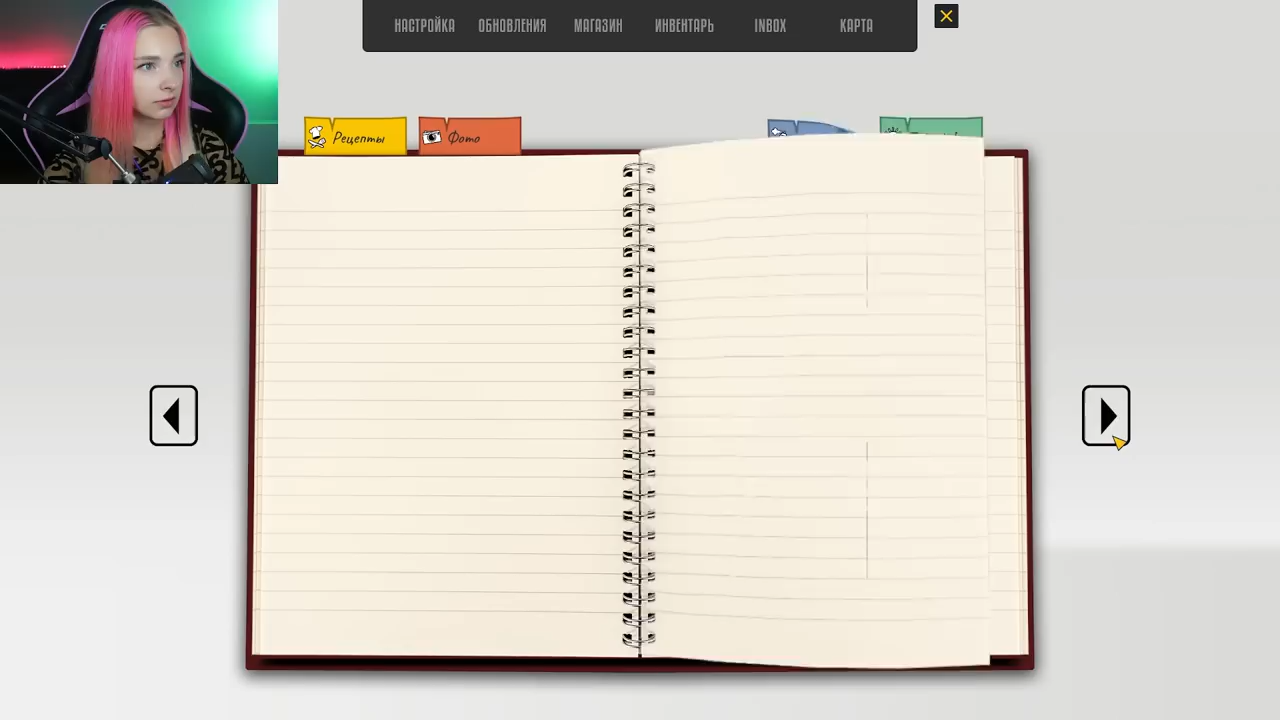 НАСТРОЙКА ОБНОВЛЕНИЯ МАГАЗИН ИНВЕНТАРЬ INBOX КАРТА
Рецепты Фото